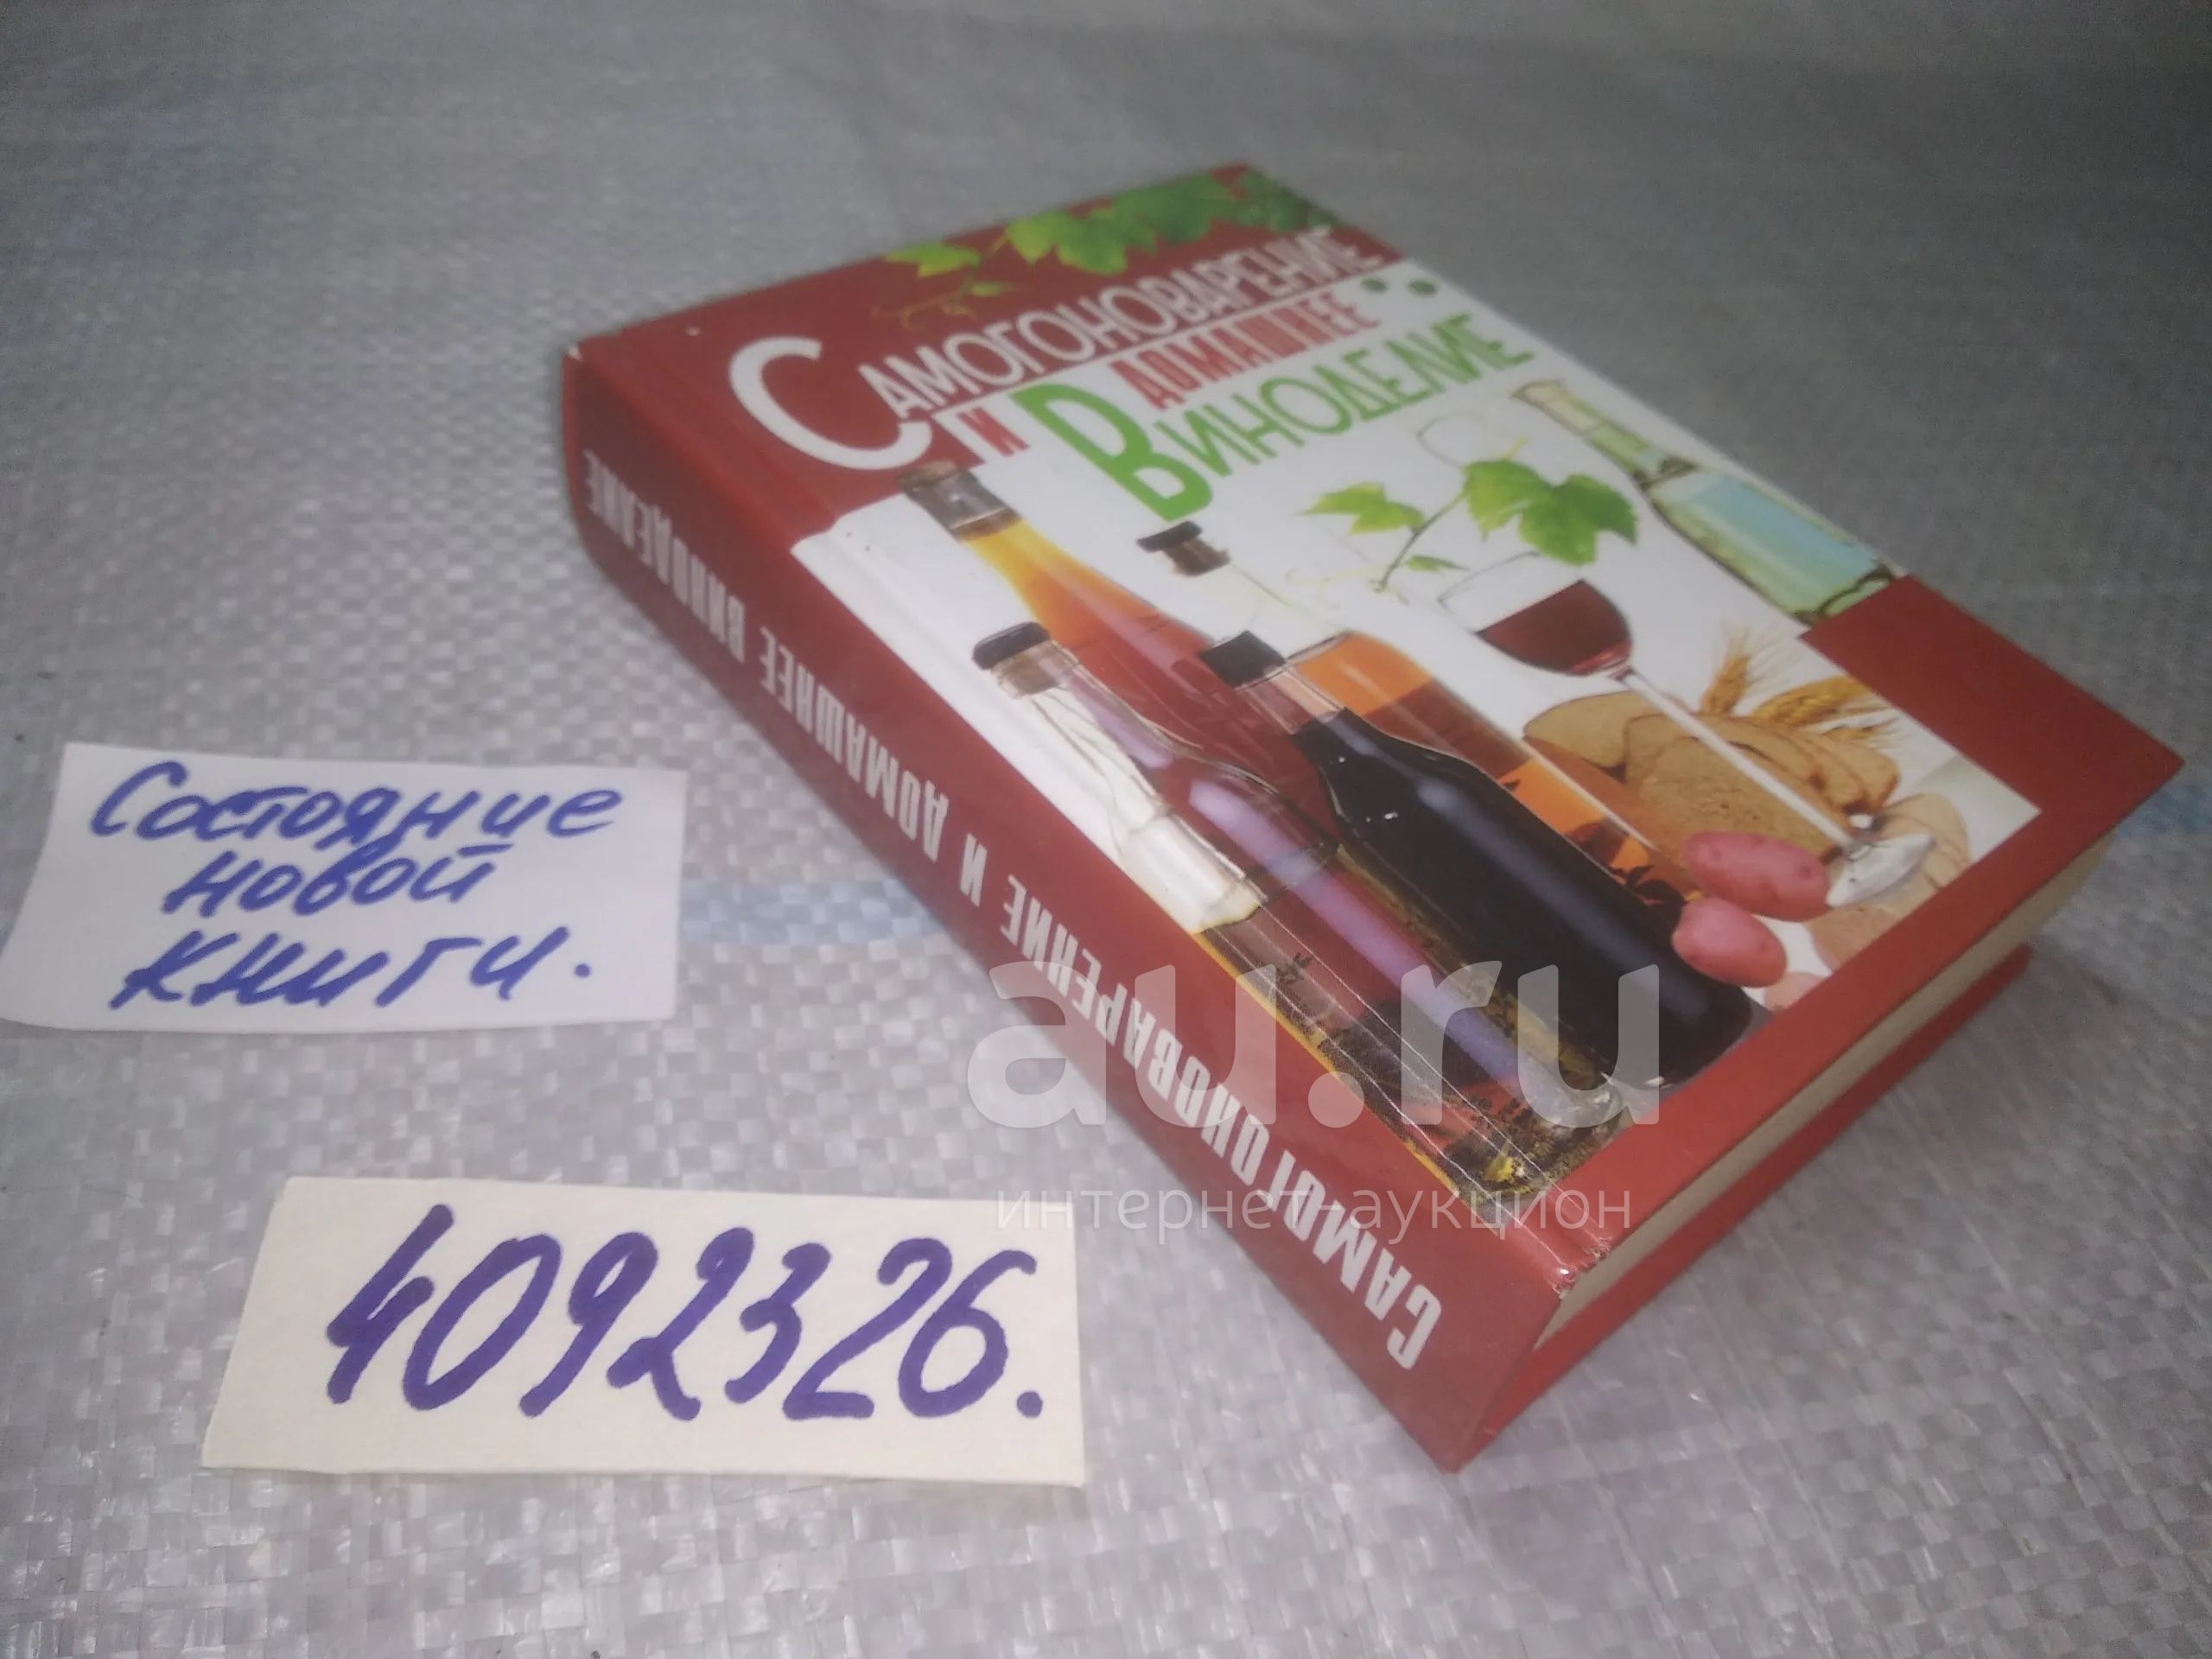 Самогоноварение
и домашнее
Виноделие
САМОГОНОВАРЕНИЕ И ДОМАШНЕЕ ВИНОДЕЛИЕ
Состояние
новой
книги.
4092326.
au.ru
интернет-аукцион